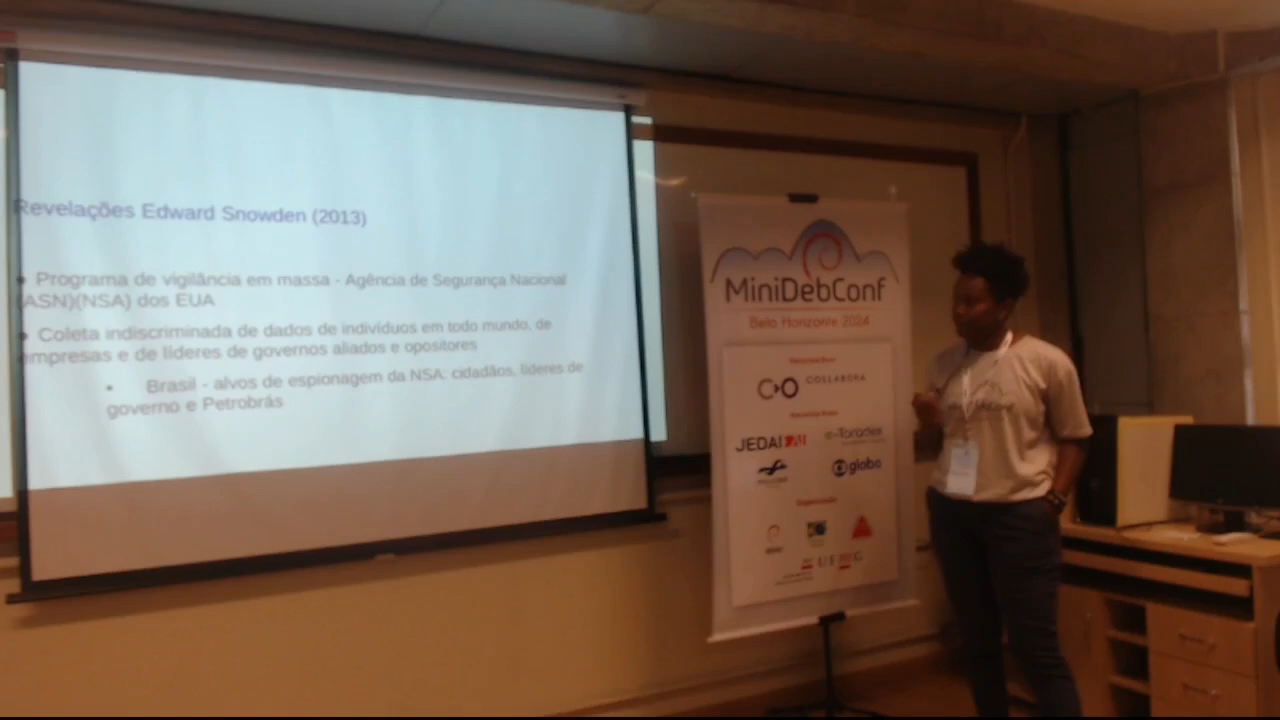 Revelações Edward Snowden (2013)
• Programa de vigilância em massa - Agência de Segurança Nacional
(ASN)(NSA) dos EUA
• Coleta indiscriminada de dados de indivíduos em todo mundo, de
empresas e de líderes de governos aliados e opositores
• Brasil - alvos de espionagem da NSA: cidadãos, líderes de
governo e Petrobrás
MiniDebConf
Belo Horizonte 2024
COLLABORA
JEDAI
globo
UFMG